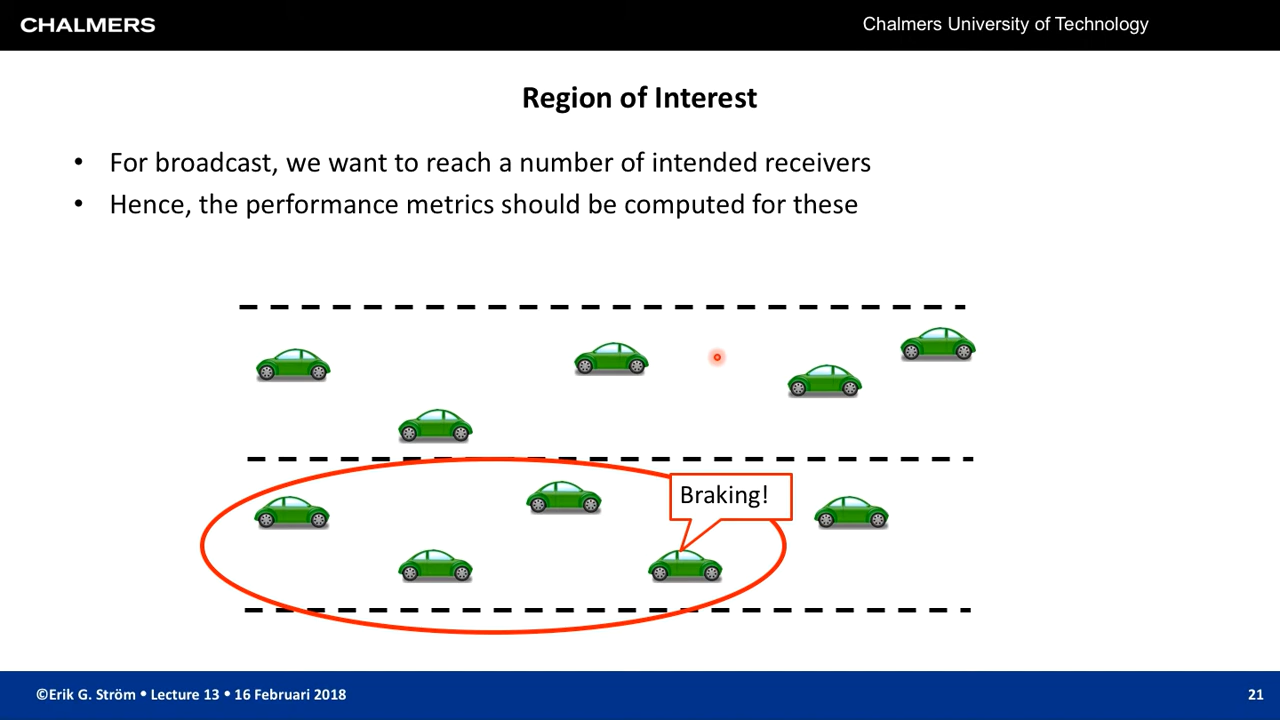 CHALMERS
Chalmers University of Technology
Region of Interest
• For broadcast, we want to reach a number of intended receivers
• Hence, the performance metrics should be computed for these
Braking!
©Erik G. Ström • Lecture 13 • 16 Februari 2018
21